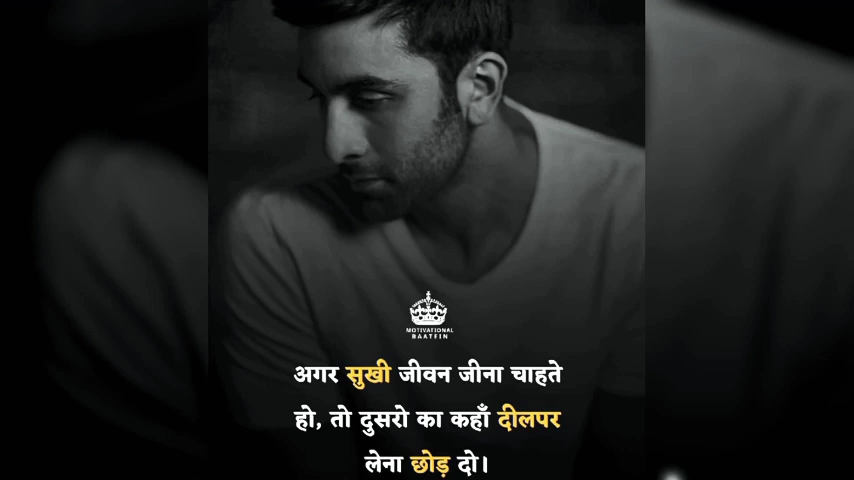 MOTIVATIONAL
BAATEIN
अगर सुखी जीवन जीना चाहते
हो, तो दुसरो का कहाँ दीलपर
लेना छोड़ दो।